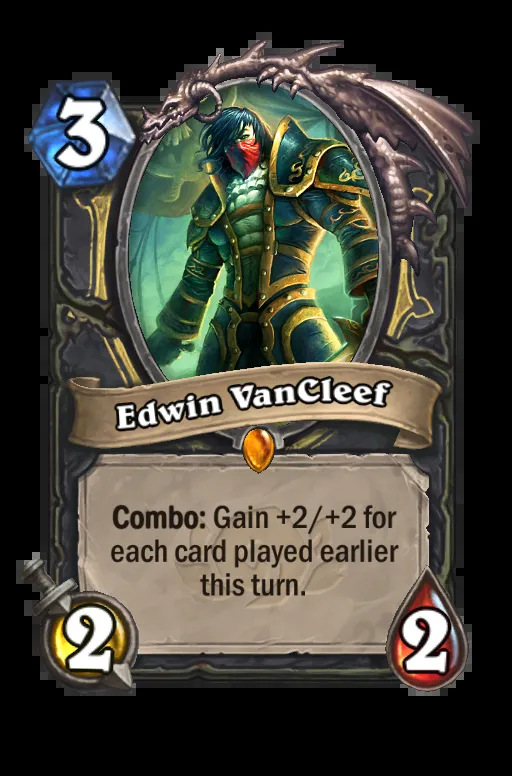 3
Edwin VanCleef
Combo: Gain +2/+2 for
each card played earlier
this turn.
2
2